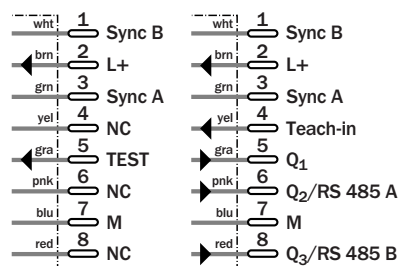 wht 1 Sync B
brn 2 L+
grn 3 Sync A
yel 4 NC
gra 5 TEST
pnk 6 NC
blu 7 M
red 8 NC
wht 1 Sync B
brn 2 L+
grn 3 Sync A
yel 4 Teach-in
gra 5 Q₁
pnk 6 Q₂/RS 485 A
blu 7 M
red 8 Q₃/RS 485 B